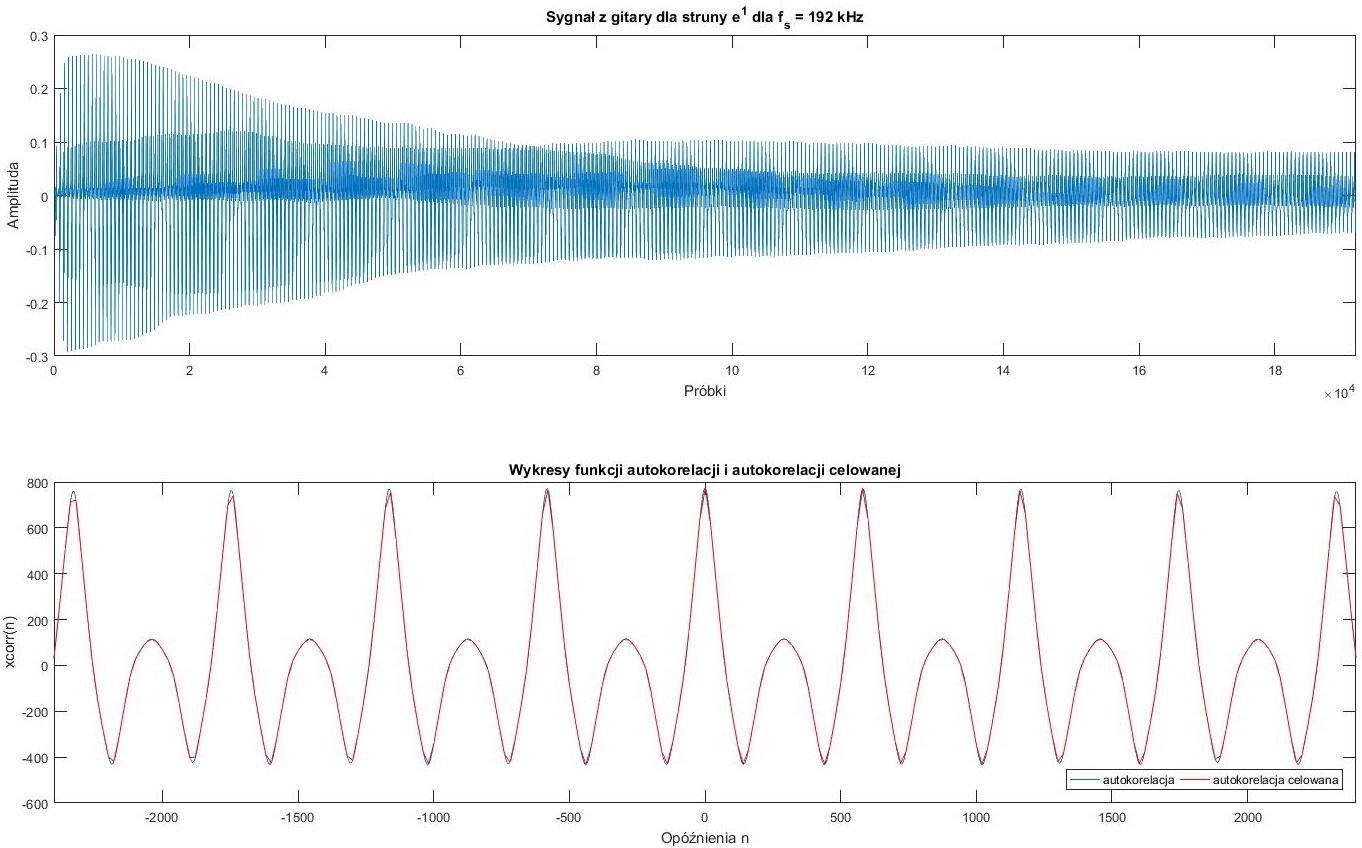 Sygnał z gitary dla struny e1 dla fs = 192 kHz
0.3
0.2
0.1
0
-0.1
-0.2
-0.3
Amplituda
0 2 4 6 8 10 12 14 16 18
Próbki
×10^4
Wykresy funkcji autokorelacji i autokorelacji celowanej
800
600
400
200
0
-200
-400
-600
xcorr(n)
autokorelacja autokorelacja celowana
-2000 -1500 -1000 -500 0 500 1000 1500 2000
Opóźnienia n